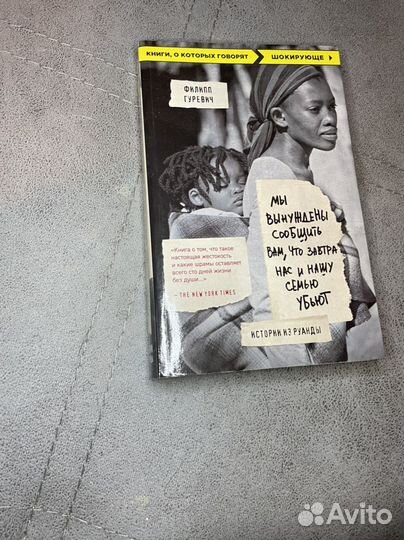 КНИГИ, О КОТОРЫХ ГОВОРЯТ
ШОКИРУЮЩЕ
ФИЛИПП
ГУРЕВИЧ
МЫ
ВЫНУЖДЕНЫ
СООБЩИТЬ
ВАМ, ЧТО ЗАВТРА
НАС И НАШУ
СЕМЬЮ
УБЬЮТ
«Книга о том, что такое
настоящая жестокость
и какие шрамы оставляет
всего сто дней жизни
без души...»
— THE NEW YORK TIMES
ИСТОРИИ ИЗ РУАНДЫ
Avito